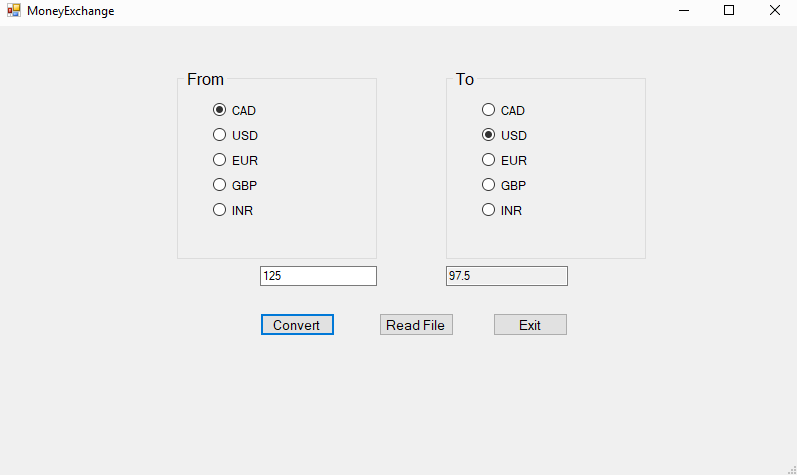 MoneyExchange
From
CAD
USD
EUR
GBP
INR
125
To
CAD
USD
EUR
GBP
INR
97.5
Convert
Read File
Exit